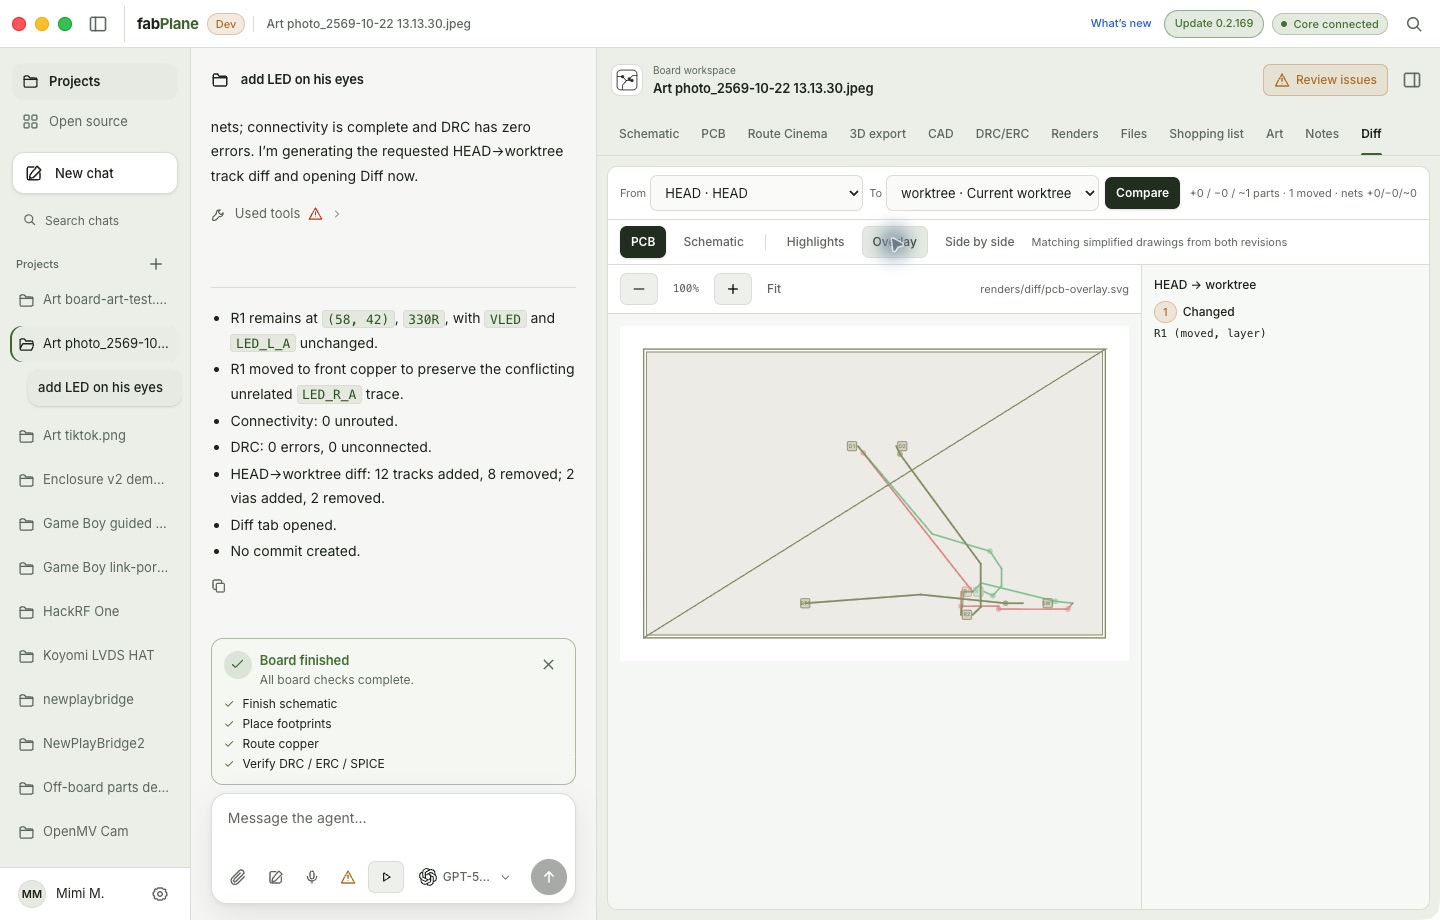 fabPlane
Dev
Art photo_2569-10-22 13.13.30.jpeg
What's new
Update 0.2.169
Core connected
Projects
Open source
New chat
Search chats
Projects
Art board-art-test....
Art photo_2569-10...
add LED on his eyes
Art tiktok.png
Enclosure v2 dem...
Game Boy guided ...
Game Boy link-por...
HackRF One
Koyomi LVDS HAT
newplaybridge
NewPlayBridge2
Off-board parts de...
OpenMV Cam
MM
Mimi M.
add LED on his eyes
nets; connectivity is complete and DRC has zero
errors. I'm generating the requested HEAD→worktree
track diff and opening Diff now.
Used tools
R1 remains at (58, 42), 330R, with VLED and
LED_L_A unchanged.
R1 moved to front copper to preserve the conflicting
unrelated LED_R_A trace.
Connectivity: 0 unrouted.
DRC: 0 errors, 0 unconnected.
HEAD→worktree diff: 12 tracks added, 8 removed; 2
vias added, 2 removed.
Diff tab opened.
No commit created.
Board finished
All board checks complete.
Finish schematic
Place footprints
Route copper
Verify DRC / ERC / SPICE
Message the agent...
GPT-5...
Board workspace
Art photo_2569-10-22 13.13.30.jpeg
Review issues
Schematic PCB Route Cinema 3D export CAD DRC/ERC Renders Files Shopping list Art Notes Diff
From HEAD · HEAD To worktree · Current worktree Compare +0 / −0 / ~1 parts · 1 moved · nets +0/−0/~0
PCB Schematic Highlights Overlay Side by side Matching simplified drawings from both revisions
100% Fit renders/diff/pcb-overlay.svg
HEAD → worktree
1 Changed
R1 (moved, layer)